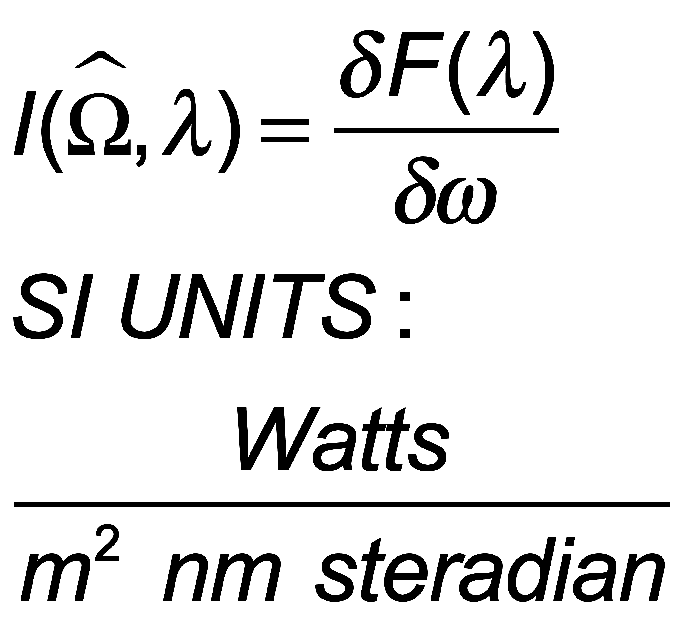 I(Ω̂, λ) = δF(λ) / δω
SI UNITS :
Watts
m² nm steradian